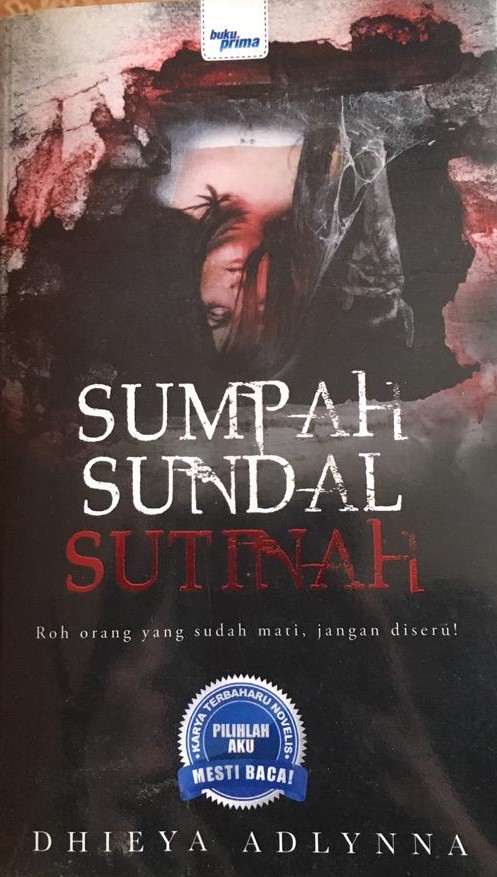 buku
prima
SUMPAH
SUNDAL
SUTINAH
Roh orang yang sudah mati, jangan diseru!
KARYA TERBAHARU NOVELIS
PILIHLAH
AKU
MESTI BACA!
DHIEYA ADLYNNA